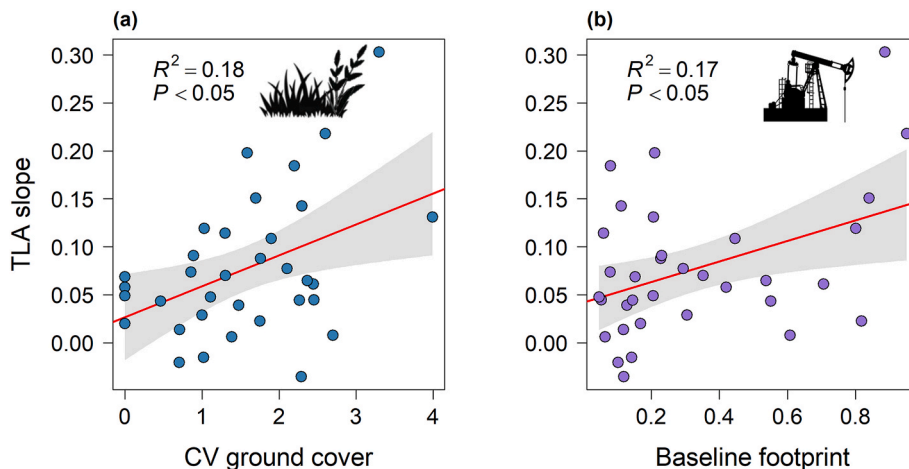 (a)
R² = 0.18
P < 0.05
0.30
0.25
0.20
0.15
0.10
0.05
0.00
TLA slope
0 1 2 3 4
CV ground cover
(b)
R² = 0.17
P < 0.05
0.30
0.25
0.20
0.15
0.10
0.05
0.00
0.2 0.4 0.6 0.8
Baseline footprint